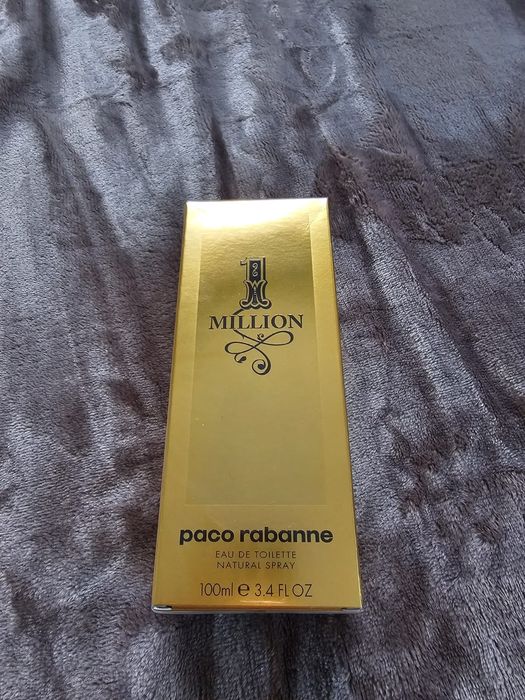 1
MILLION
paco rabanne
EAU DE TOILETTE
NATURAL SPRAY
100ml e 3.4 FL OZ